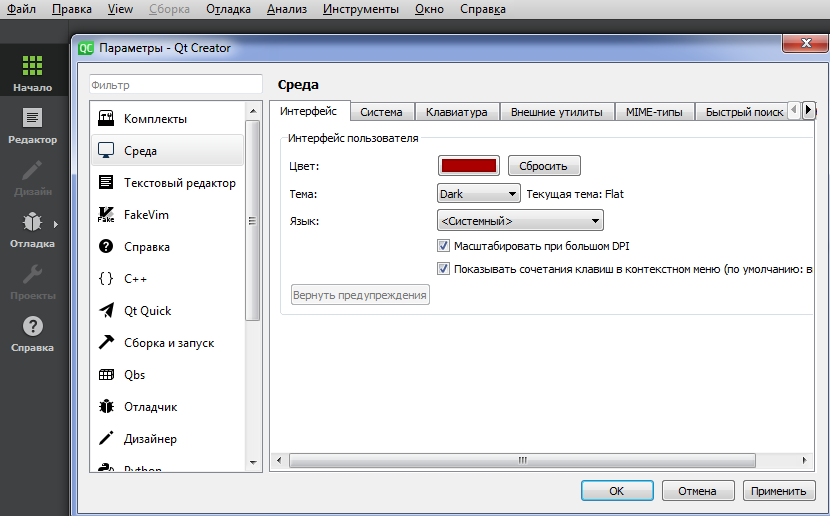 Файл Правка View Сборка Отладка Анализ Инструменты Окно Справка
QC Параметры - Qt Creator
Начало
Редактор
Дизайн
Отладка
Проекты
Справка
Фильтр
Комплекты
Среда
Текстовый редактор
Fake FakeVim
Справка
C++
Qt Quick
Сборка и запуск
Qbs
Отладчик
Дизайнер
Python
Среда
Интерфейс Система Клавиатура Внешние утилиты MIME-типы Быстрый поиск
Интерфейс пользователя
Цвет: Сбросить
Тема: Dark Текущая тема: Flat
Язык: <Системный>
Масштабировать при большом DPI
Показывать сочетания клавиш в контекстном меню (по умолчанию: в
Вернуть предупреждения
OK Отмена Применить